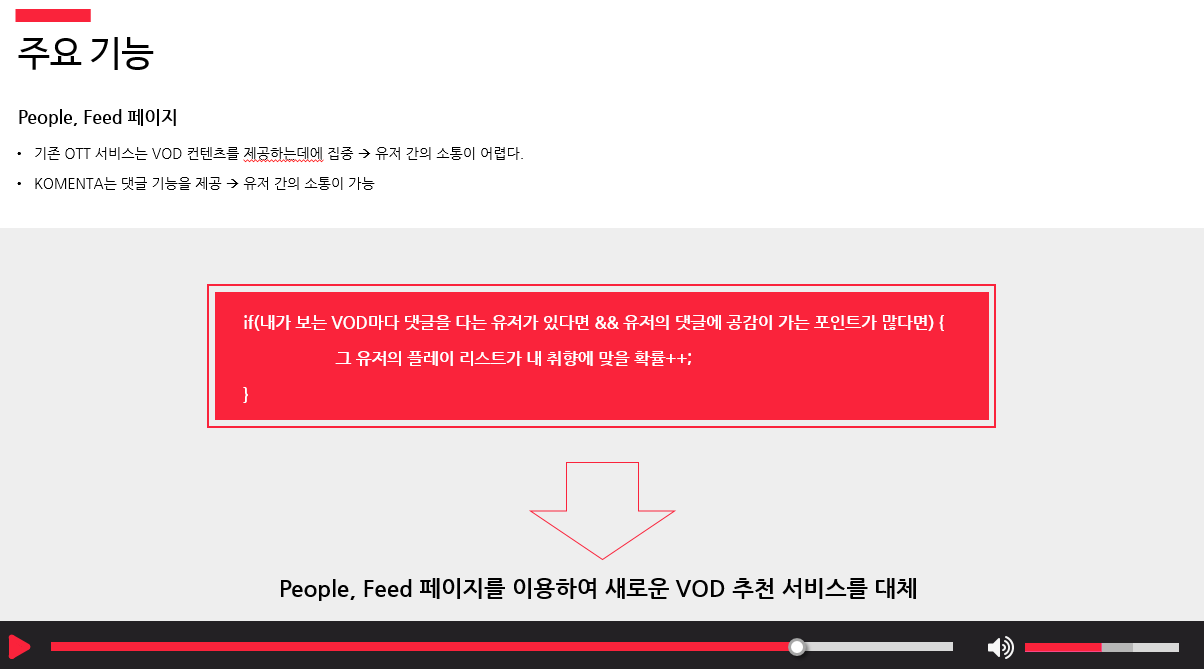 주요 기능
People, Feed 페이지
• 기존 OTT 서비스는 VOD 컨텐츠를 제공하는데에 집중 → 유저 간의 소통이 어렵다.
• KOMENTA는 댓글 기능을 제공 → 유저 간의 소통이 가능
if(내가 보는 VOD마다 댓글을 다는 유저가 있다면 && 유저의 댓글에 공감이 가는 포인트가 많다면) {
그 유저의 플레이 리스트가 내 취향에 맞을 확률++;
}
People, Feed 페이지를 이용하여 새로운 VOD 추천 서비스를 대체